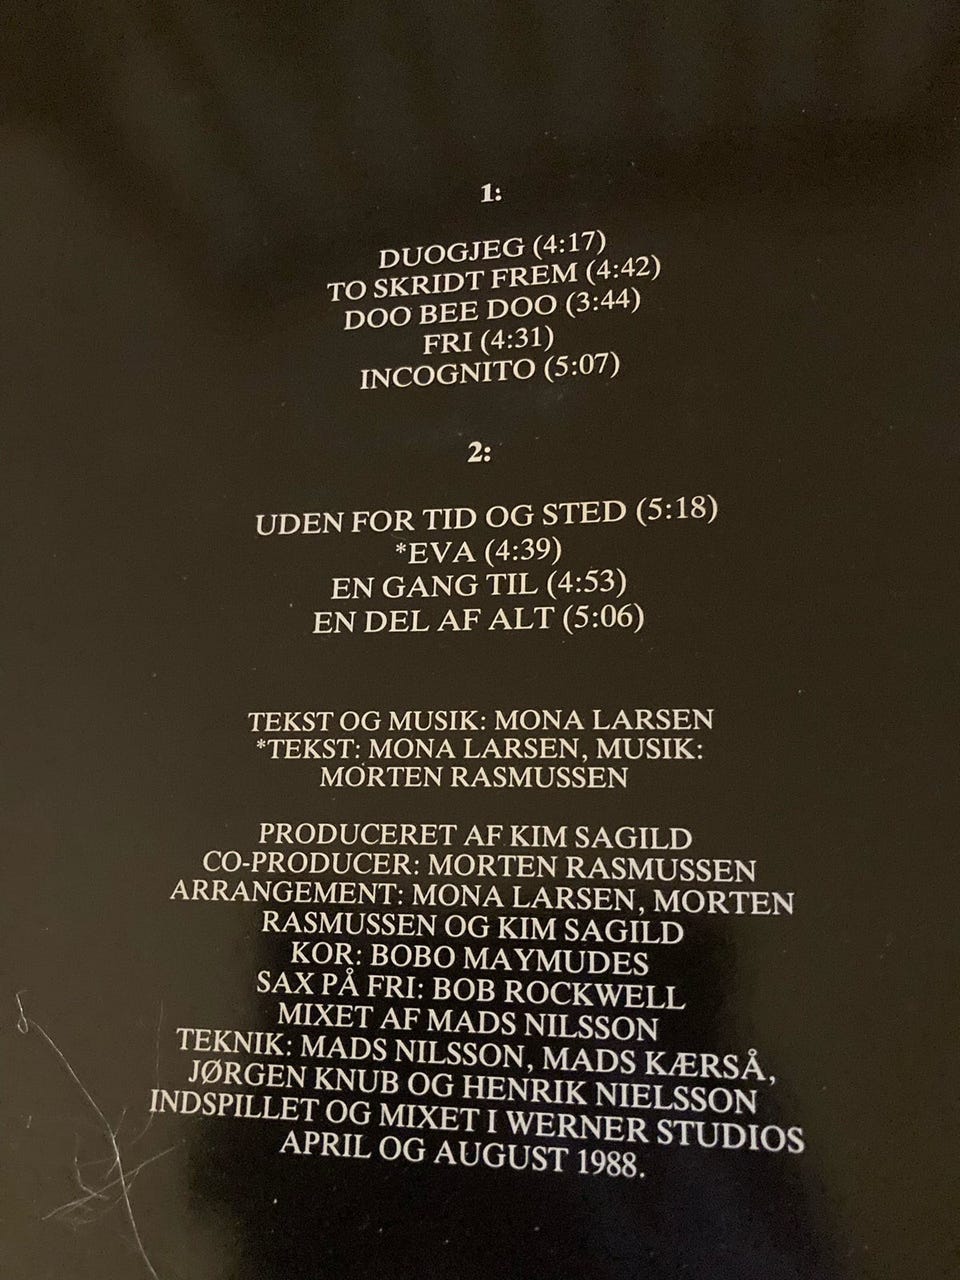 1:
DUOGJEG (4:17)
TO SKRIDT FREM (4:42)
DOO BEE DOO (3:44)
FRI (4:31)
INCOGNITO (5:07)
2:
UDEN FOR TID OG STED (5:18)
*EVA (4:39)
EN GANG TIL (4:53)
EN DEL AF ALT (5:06)
TEKST OG MUSIK: MONA LARSEN
*TEKST: MONA LARSEN, MUSIK:
MORTEN RASMUSSEN
PRODUCERET AF KIM SAGILD
CO-PRODUCER: MORTEN RASMUSSEN
ARRANGEMENT: MONA LARSEN, MORTEN
RASMUSSEN OG KIM SAGILD
KOR: BOBO MAYMUDES
SAX PÅ FRI: BOB ROCKWELL
MIXET AF MADS NILSSON
TEKNIK: MADS NILSSON, MADS KÆRSÅ,
JØRGEN KNUB OG HENRIK NIELSSON
INDSPILLET OG MIXET I WERNER STUDIOS
APRIL OG AUGUST 1988.